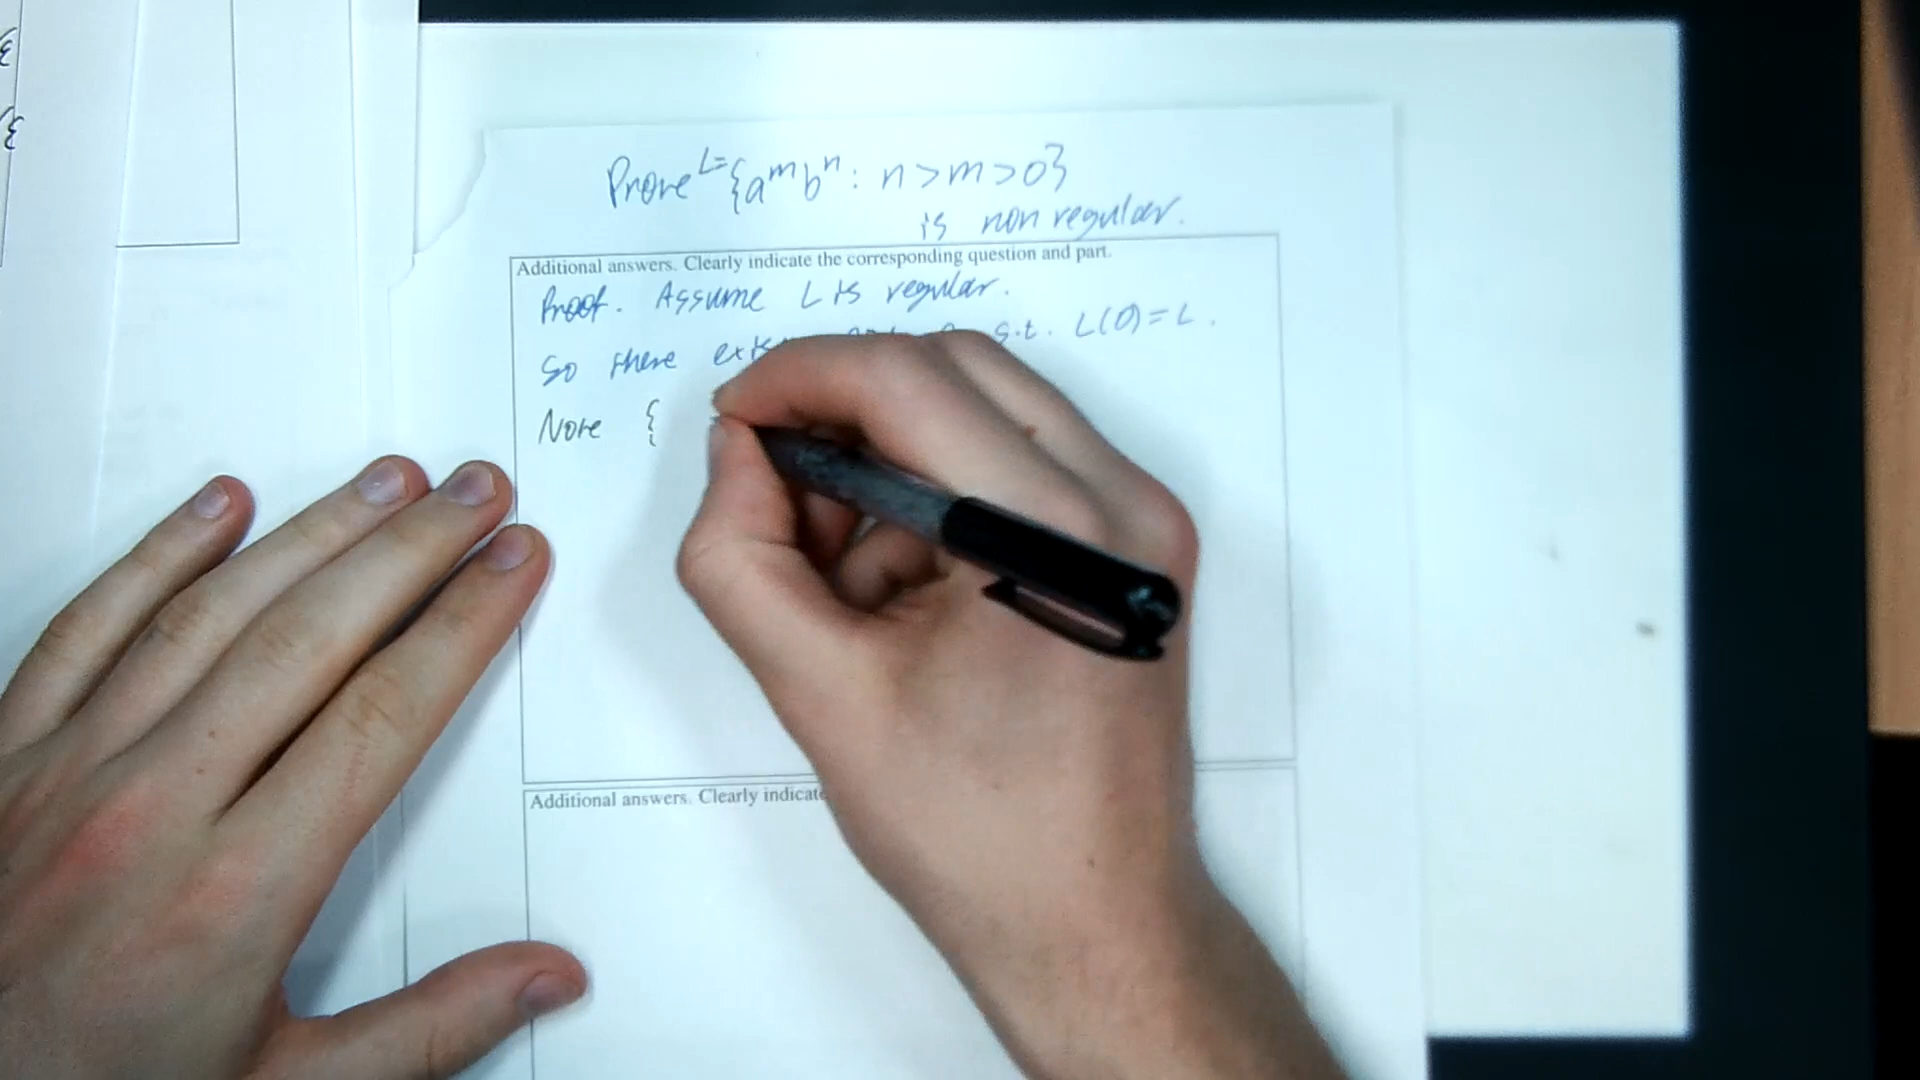 Prove L= {a^m b^n : n > m > 0}
is non regular.
Additional answers. Clearly indicate the corresponding question and part.
Proof. Assume L is regular.
So there s.t. L(D) = L.
Note {
Additional answers. Clearly indicate